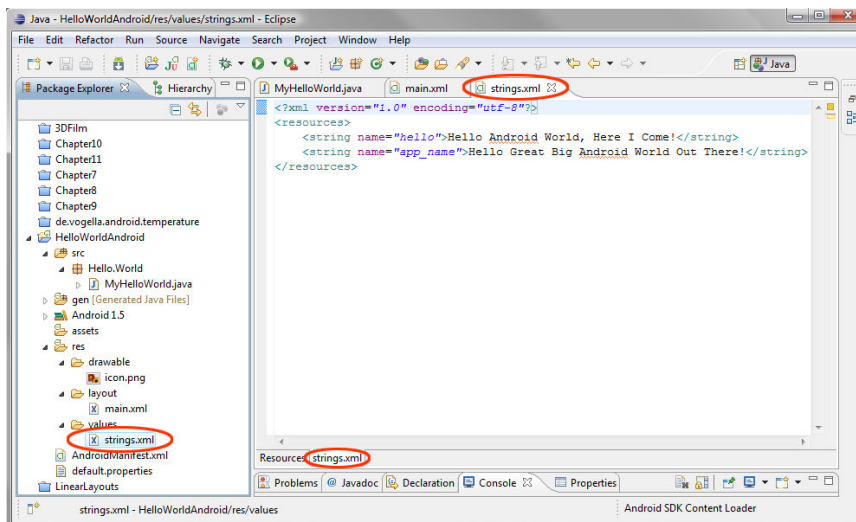 Java - HelloWorldAndroid/res/values/strings.xml - Eclipse
File Edit Refactor Run Source Navigate Search Project Window Help
Java
Package Explorer Hierarchy
MyHelloWorld.java main.xml strings.xml
3DFilm
Chapter10
Chapter11
Chapter7
Chapter8
Chapter9
de.vogella.android.temperature
HelloWorldAndroid
src
Hello.World
MyHelloWorld.java
gen [Generated Java Files]
Android 1.5
assets
res
drawable
icon.png
layout
main.xml
values
strings.xml
AndroidManifest.xml
default.properties
LinearLayouts
<?xml version="1.0" encoding="utf-8"?>
<resources>
<string name="hello">Hello Android World, Here I Come!</string>
<string name="app_name">Hello Great Big Android World Out There!</string>
</resources>
Resources strings.xml
Problems @ Javadoc Declaration Console Properties
strings.xml - HelloWorldAndroid/res/values
Android SDK Content Loader